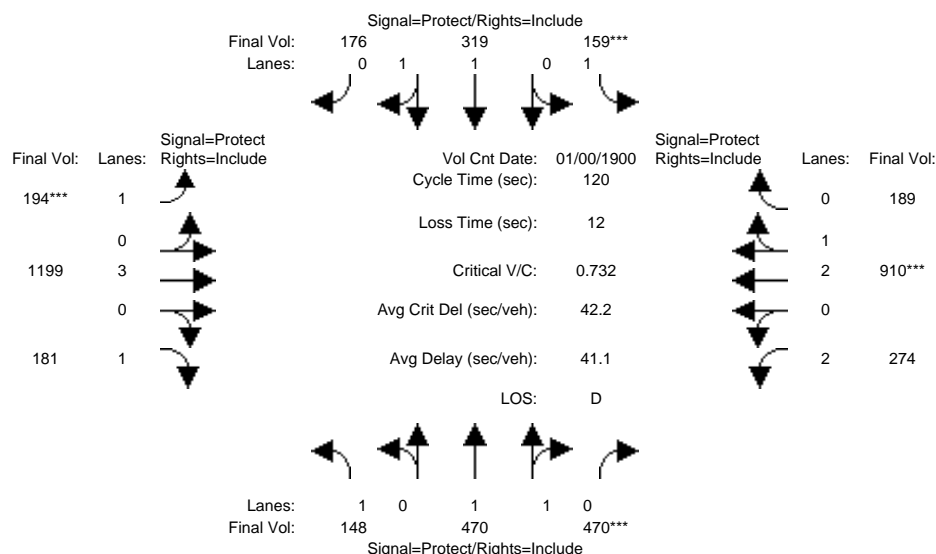 Signal=Protect/Rights=Include
Final Vol: 176 319 159***
Lanes: 0 1 1 0 1
Signal=Protect Signal=Protect
Final Vol: Lanes: Rights=Include Vol Cnt Date: 01/00/1900 Rights=Include Lanes: Final Vol:
Cycle Time (sec): 120
194*** 1 0 189
Loss Time (sec): 12
0 1
1199 3 Critical V/C: 0.732 2 910***
0 Avg Crit Del (sec/veh): 42.2 0
181 1 Avg Delay (sec/veh): 41.1 2 274
LOS: D
Lanes: 1 0 1 1 0
Final Vol: 148 470 470***
Signal=Protect/Rights=Include